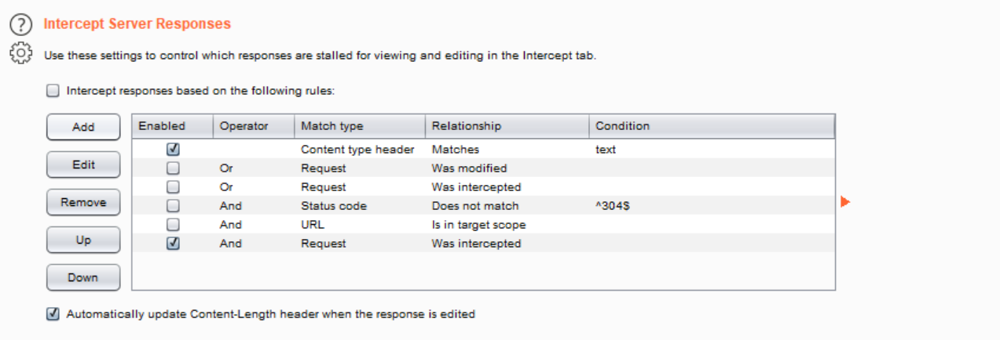 ?
Intercept Server Responses
Use these settings to control which responses are stalled for viewing and editing in the Intercept tab.
Intercept responses based on the following rules:
Add
Edit
Remove
Up
Down
Enabled Operator Match type Relationship Condition
Content type header Matches text
Or Request Was modified
Or Request Was intercepted
And Status code Does not match ^304$
And URL Is in target scope
And Request Was intercepted
Automatically update Content-Length header when the response is edited